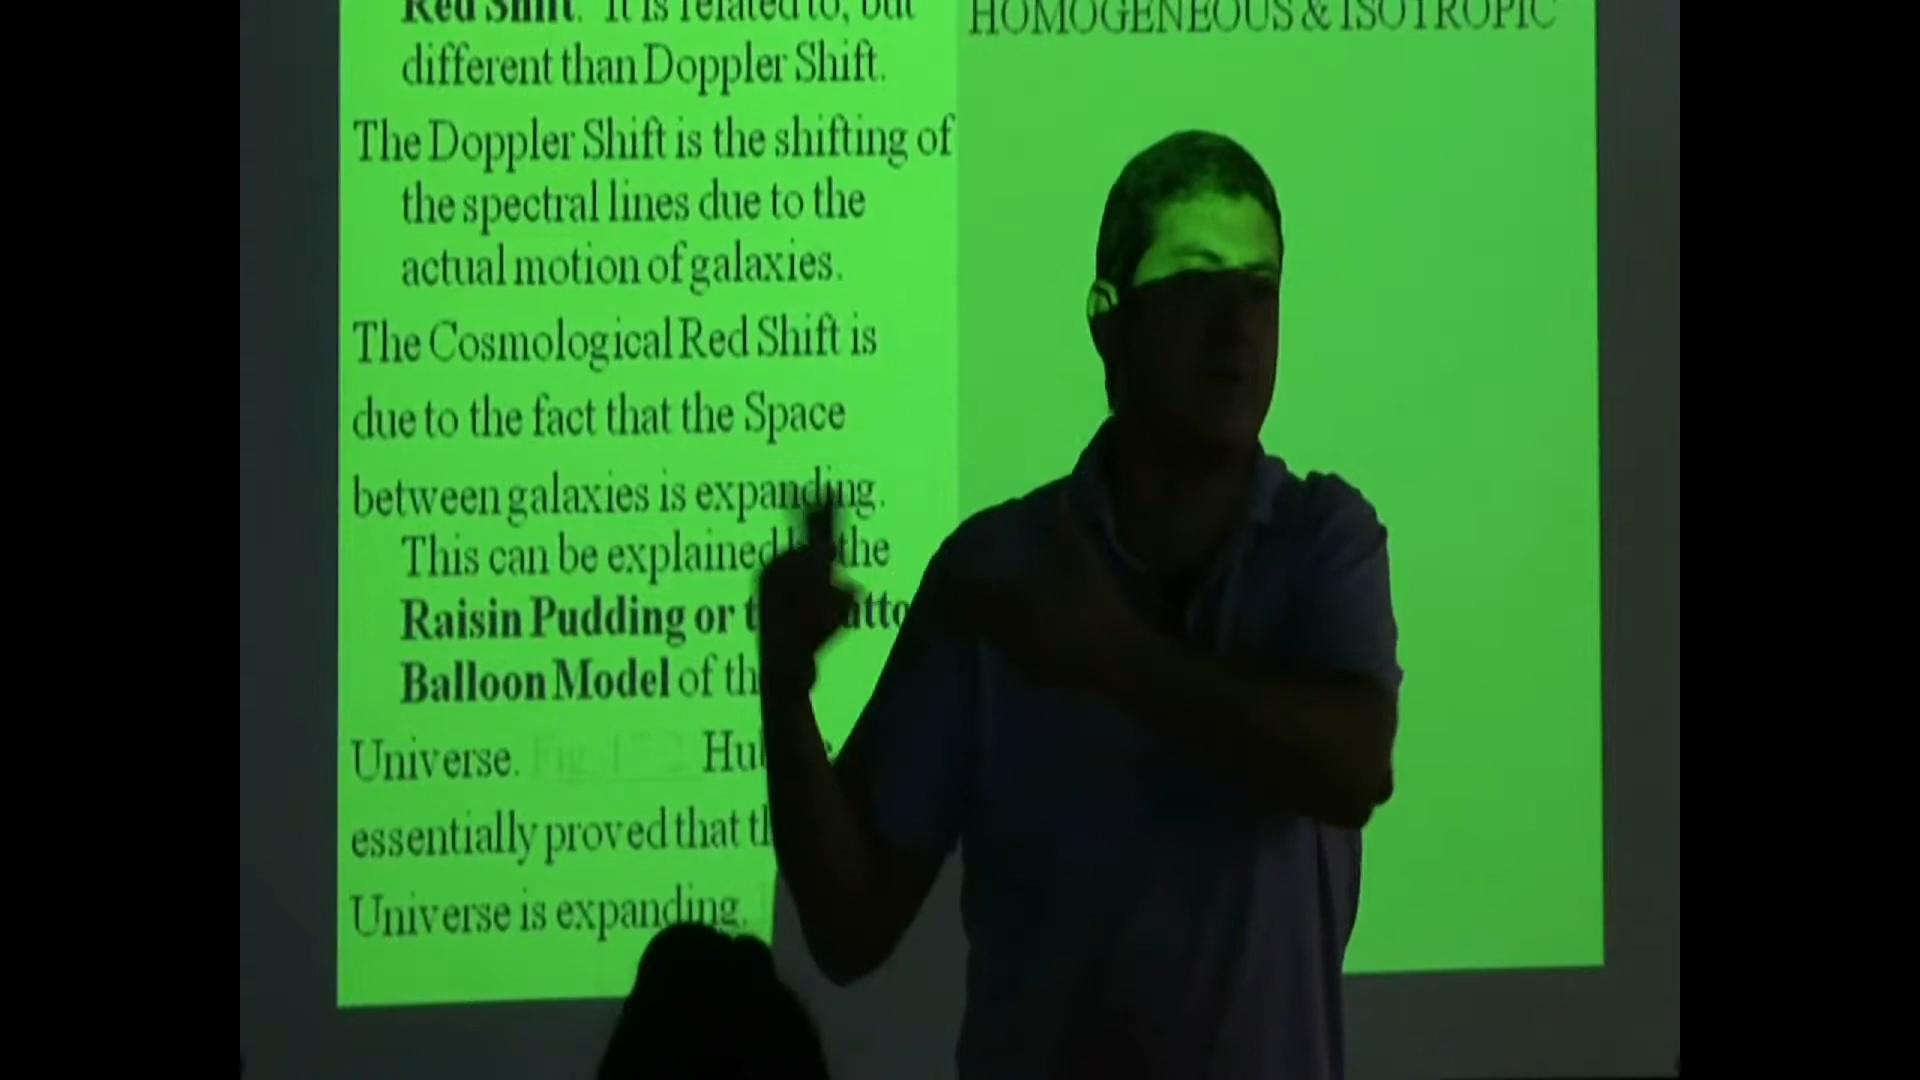 Red Shift. It is related to, but
different than Doppler Shift.
The Doppler Shift is the shifting of
the spectral lines due to the
actual motion of galaxies.
The Cosmological Red Shift is
due to the fact that the Space
between galaxies is expanding.
This can be explained the
Raisin Pudding or
Balloon Model of
Universe.
essentially proved that
Universe is expanding.
HOMOGENEOUS & ISOTROPIC